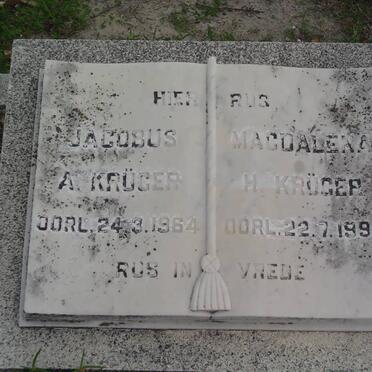 HIER RUS
JACOBUS MAGDALENA
A. KRÜGER H. KRÜGER
OORL. 24.3.1964 OORL. 22.7.199
RUS IN VREDE